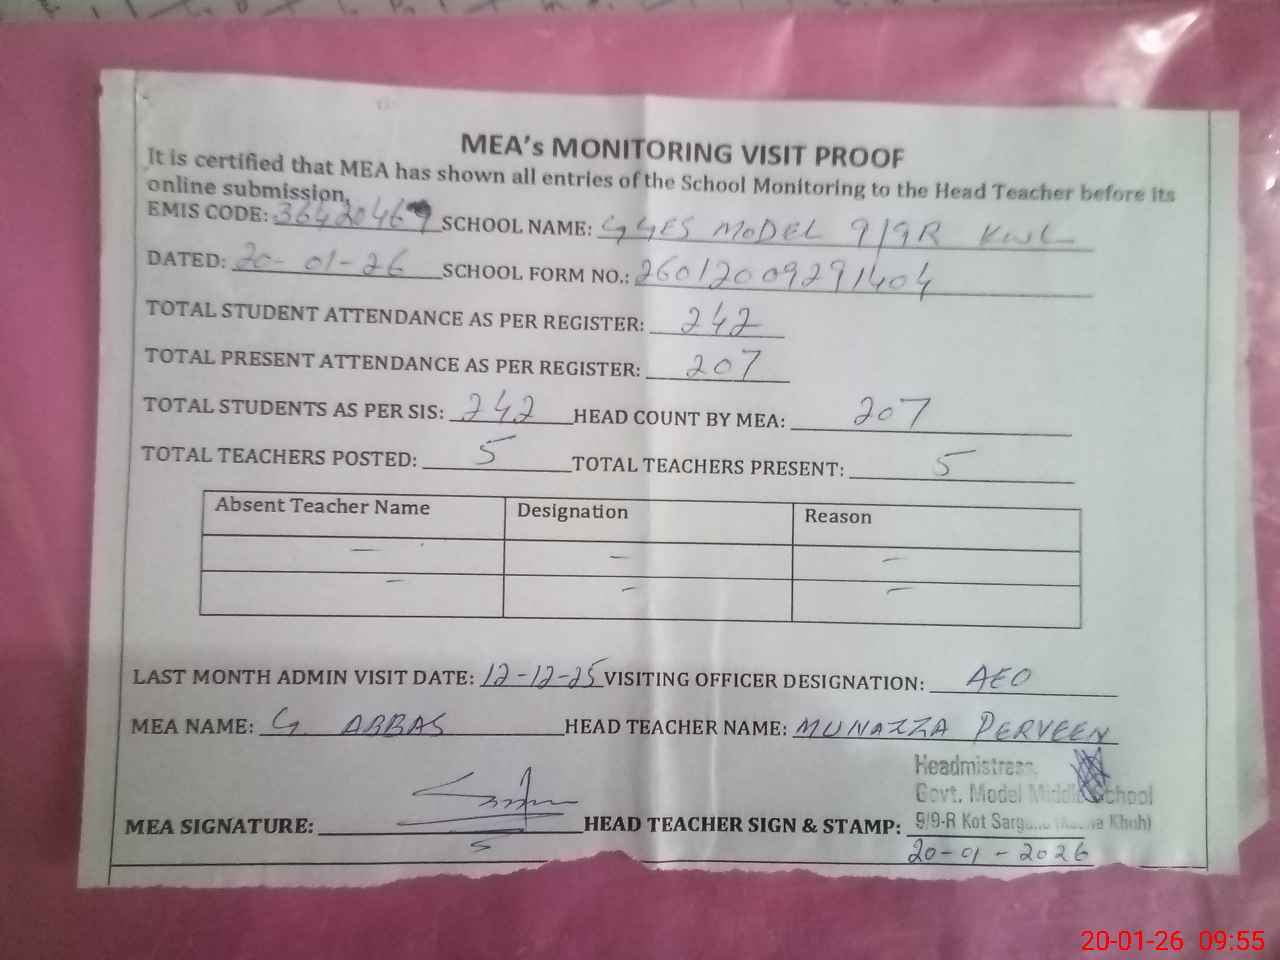 MEA's MONITORING VISIT PROOF
It is certified that MEA has shown all entries of the School Monitoring to the Head Teacher before its
online submission,
EMIS CODE: 36420469 SCHOOL NAME: GGES MODEL 9/9R KWL
DATED: 20-01-26 SCHOOL FORM NO.: 26012009291404
TOTAL STUDENT ATTENDANCE AS PER REGISTER: 242
TOTAL PRESENT ATTENDANCE AS PER REGISTER: 207
TOTAL STUDENTS AS PER SIS: 242 HEAD COUNT BY MEA: 207
TOTAL TEACHERS POSTED: 5 TOTAL TEACHERS PRESENT: 5
Absent Teacher Name Designation Reason
— — —
— — —
LAST MONTH ADMIN VISIT DATE: 12-12-25 VISITING OFFICER DESIGNATION: AEO
MEA NAME: G ABBAS HEAD TEACHER NAME: MUNAZZA PERVEEN
Headmistress
Govt. Model Middle School
MEA SIGNATURE: HEAD TEACHER SIGN & STAMP: 9/9-R Kot Khuh)
20-01-2026
20-01-26 09:55